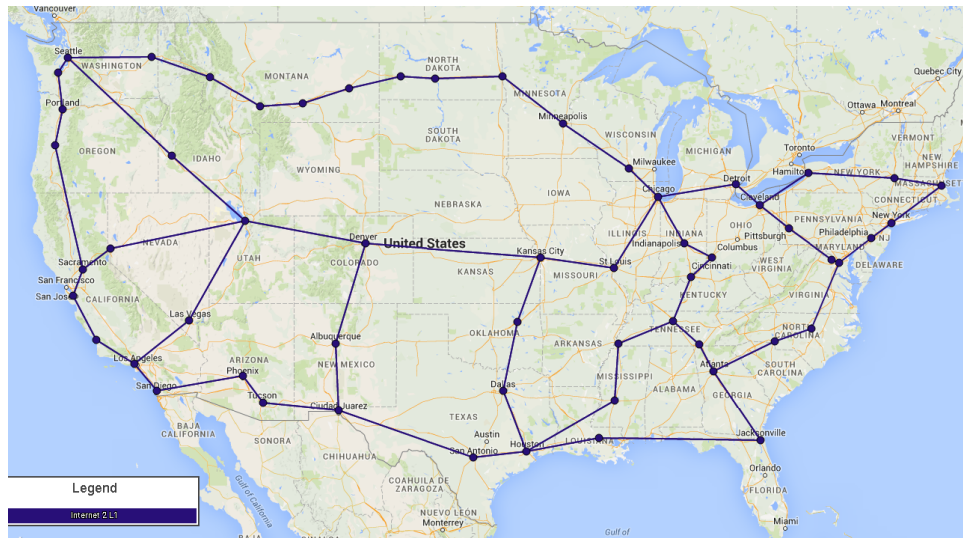 Vancouver
Seattle
WASHINGTON
Portland
OREGON
IDAHO
MONTANA
NORTH
DAKOTA
SOUTH
DAKOTA
MINNESOTA
Minneapolis
WISCONSIN
Milwaukee
MICHIGAN
Chicago
Detroit
Toronto
Hamilton
Ottawa
Montreal
Quebec City
VERMONT
NEW
HAMPSHIRE
NEW YORK
MASSACHUSETTS
CONNECTICUT
New York
Cleveland
PENNSYLVANIA
Pittsburgh
Philadelphia
NJ
MARYLAND
DELAWARE
WYOMING
NEBRASKA
IOWA
ILLINOIS
INDIANA
Indianapolis
OHIO
Columbus
Cincinnati
WEST
VIRGINIA
VIRGINIA
KENTUCKY
NEVADA
UTAH
Denver
COLORADO
United States
KANSAS
Kansas City
MISSOURI
St Louis
Sacramento
San Francisco
San Jose
CALIFORNIA
Las Vegas
Los Angeles
San Diego
ARIZONA
Phoenix
Tucson
Albuquerque
NEW MEXICO
Ciudad Juarez
OKLAHOMA
ARKANSAS
TENNESSEE
NORTH
CAROLINA
SOUTH
CAROLINA
Atlanta
MISSISSIPPI
ALABAMA
GEORGIA
Dallas
TEXAS
Austin
San Antonio
Houston
LOUISIANA
Jacksonville
Orlando
FLORIDA
Miami
BAJA
CALIFORNIA
SONORA
CHIHUAHUA
COAHUILA
DE
ZARAGOZA
NUEVO LEON
Monterrey
Gulf of
California
Gulf of
BAJA
Legend
Internet 2 L1